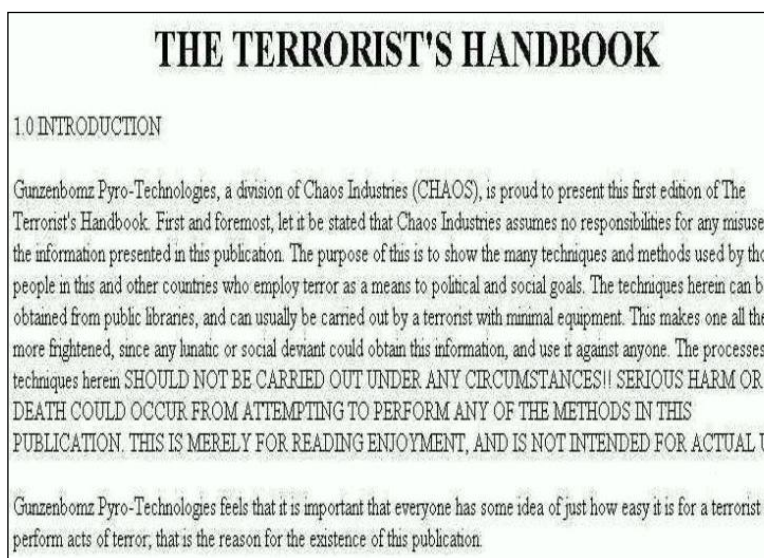 THE TERRORIST'S HANDBOOK
1.0 INTRODUCTION
Gunzenbomz Pyro-Technologies, a division of Chaos Industries (CHAOS), is proud to present this first edition of The
Terrorist's Handbook. First and foremost, let it be stated that Chaos Industries assumes no responsibilities for any misuse
the information presented in this publication. The purpose of this is to show the many techniques and methods used by
people in this and other countries who employ terror as a means to political and social goals. The techniques herein can
obtained from public libraries, and can usually be carried out by a terrorist with minimal equipment. This makes one all the
more frightened, since any lunatic or social deviant could obtain this information, and use it against anyone. The processes
techniques herein SHOULD NOT BE CARRIED OUT UNDER ANY CIRCUMSTANCES!! SERIOUS HARM OR
DEATH COULD OCCUR FROM ATTEMPTING TO PERFORM ANY OF THE METHODS IN THIS
PUBLICATION. THIS IS MERELY FOR READING ENJOYMENT, AND IS NOT INTENDED FOR ACTUAL
Gunzenbomz Pyro-Technologies feels that it is important that everyone has some idea of just how easy it is for a terrorist
perform acts of terror; that is the reason for the existence of this publication.